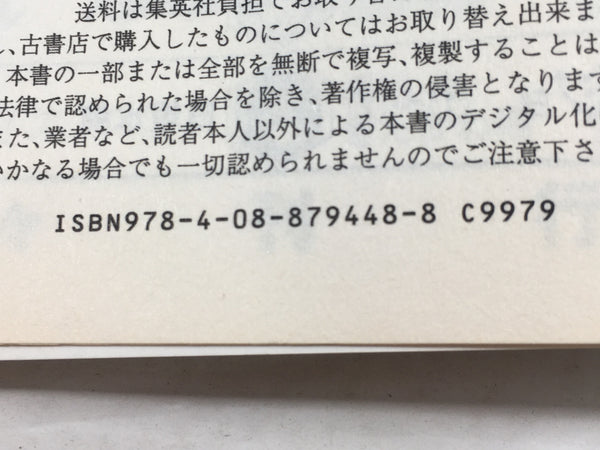 送料は集英社負担でお取り
し、古書店で購入したものについてはお取り替え出来ま
本書の一部または全部を無断で複写、複製することは
法律で認められた場合を除き、著作権の侵害となります
また、業者など、読者本人以外による本書のデジタル化
いかなる場合でも一切認められませんのでご注意下さ
ISBN978-4-08-879448-8 C9979